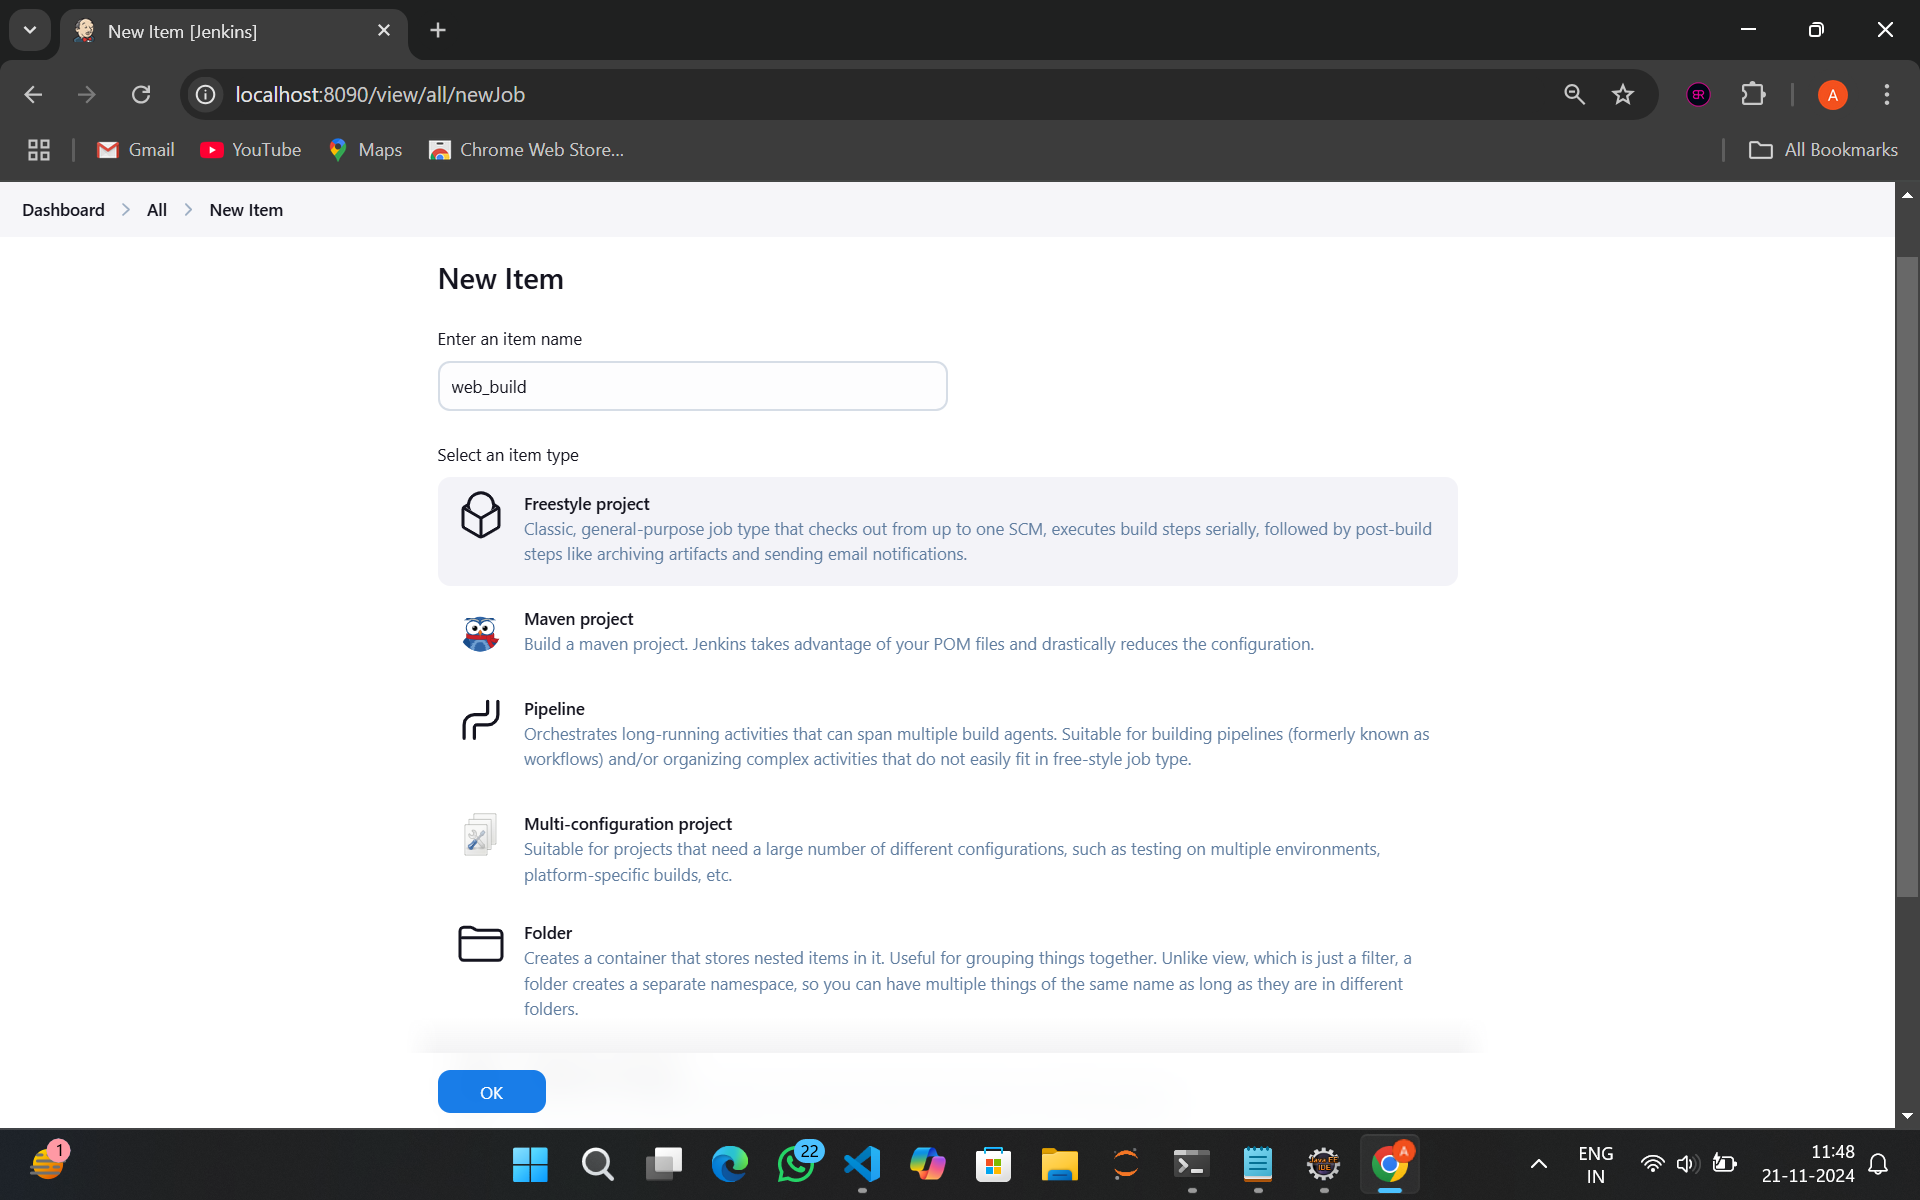 New Item [Jenkins]
localhost:8090/view/all/newJob
A
Gmail
YouTube
Maps
Chrome Web Store...
All Bookmarks
Dashboard
All
New Item
New Item
Enter an item name
web_build
Select an item type
Freestyle project
Classic, general-purpose job type that checks out from up to one SCM, executes build steps serially, followed by post-build
steps like archiving artifacts and sending email notifications.
Maven project
Build a maven project. Jenkins takes advantage of your POM files and drastically reduces the configuration.
Pipeline
Orchestrates long-running activities that can span multiple build agents. Suitable for building pipelines (formerly known as
workflows) and/or organizing complex activities that do not easily fit in free-style job type.
Multi-configuration project
Suitable for projects that need a large number of different configurations, such as testing on multiple environments,
platform-specific builds, etc.
Folder
Creates a container that stores nested items in it. Useful for grouping things together. Unlike view, which is just a filter, a
folder creates a separate namespace, so you can have multiple things of the same name as long as they are in different
folders.
OK
1
22
Java EE
IDE
A
ENG
IN
11:48
21-11-2024